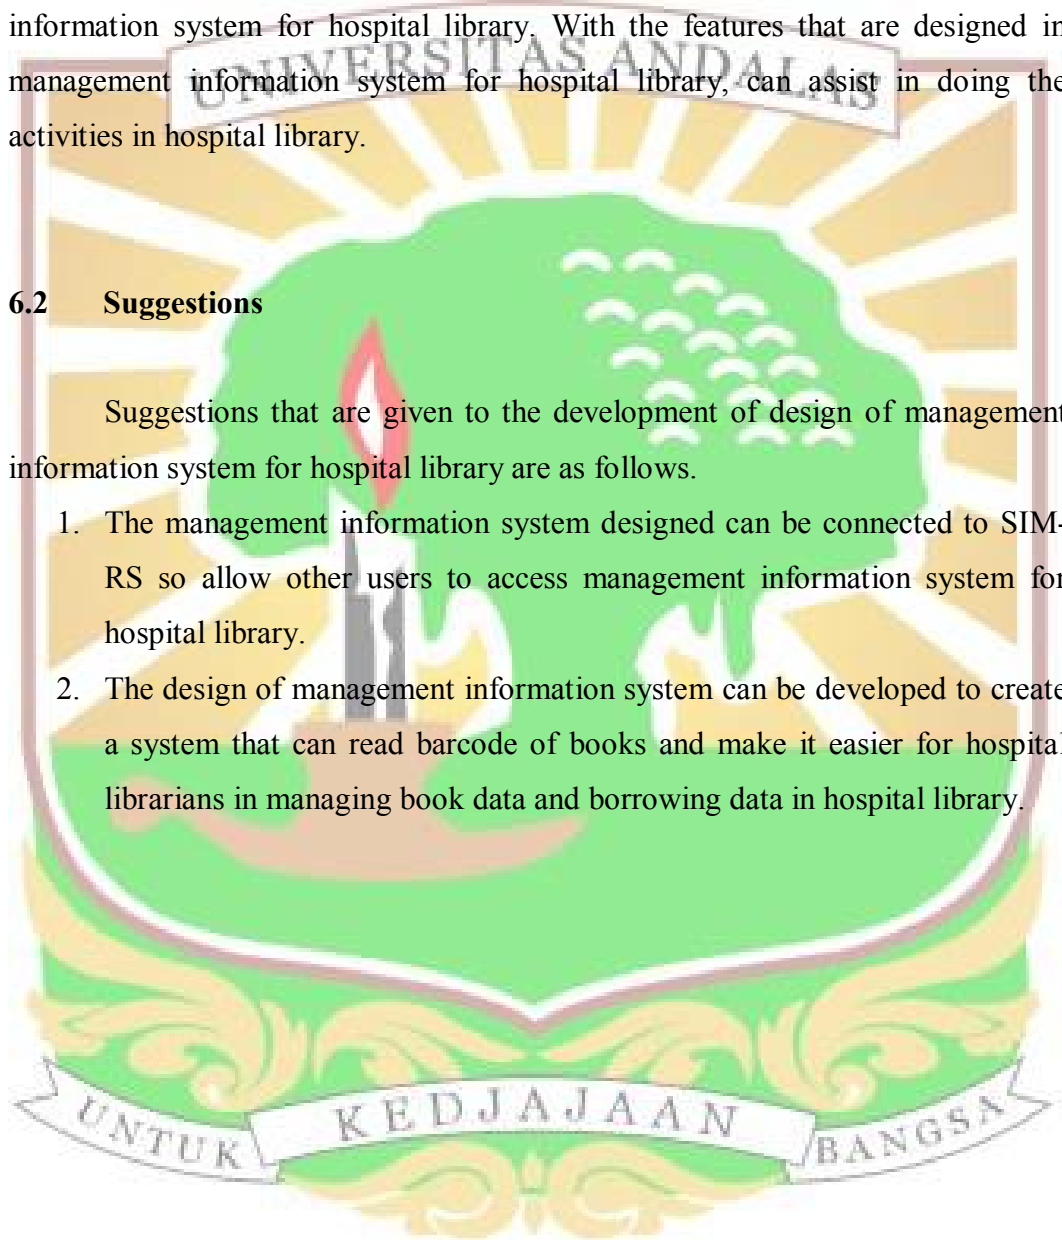 information system for hospital library. With the features that are designed in
UNIVERSITAS ANDALAS
management information system for hospital library, can assist in doing the
activities in hospital library.
6.2 Suggestions
Suggestions that are given to the development of design of management
information system for hospital library are as follows.
1. The management information system designed can be connected to SIM-
RS so allow other users to access management information system for
hospital library.
2. The design of management information system can be developed to create
a system that can read barcode of books and make it easier for hospital
librarians in managing book data and borrowing data in hospital library.
UNTUK KEDJAJAAN BANGSA